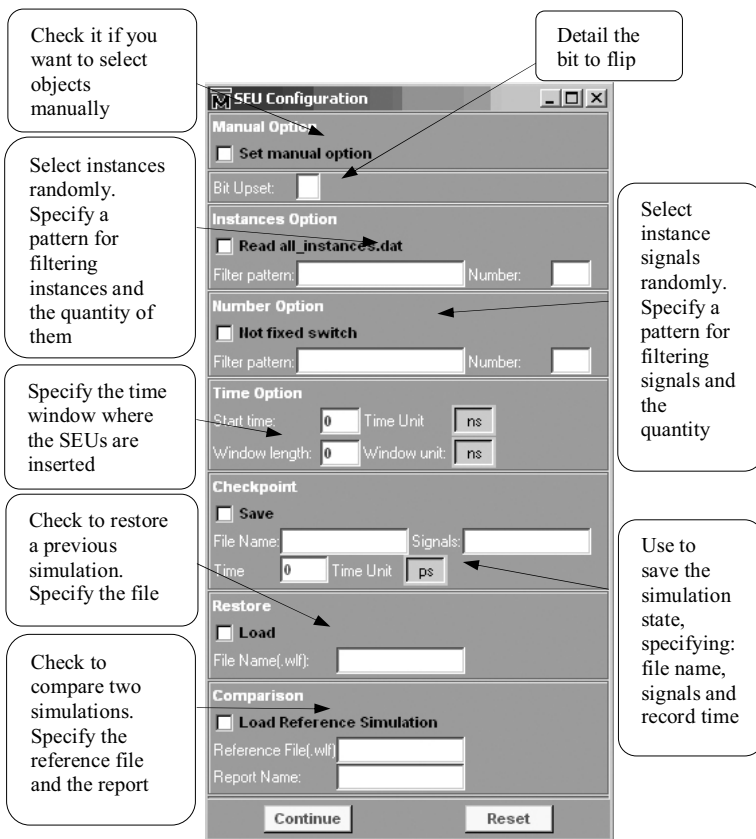 Check it if you
want to select
objects
manually
Detail the
bit to flip
SEU Configuration
Manual Option
Set manual option
Bit Upset:
Select instances
randomly.
Specify a
pattern for
filtering
instances and
the quantity of
them
Instances Option
Read all_instances.dat
Filter pattern: Number:
Select
instance
signals
randomly.
Specify a
pattern for
filtering
signals and
the
quantity
Number Option
Not fixed switch
Filter pattern: Number:
Specify the time
window where
the SEUs are
inserted
Time Option
Start time: 0 Time Unit ns
Window length: 0 Window unit: ns
Checkpoint
Save
File Name: Signals:
Time 0 Time Unit ps
Check to restore
a previous
simulation.
Specify the file
Use to
save the
simulation
state,
specifying:
file name,
signals and
record time
Restore
Load
File Name(.wlf):
Check to
compare two
simulations.
Specify the
reference file
and the report
Comparison
Load Reference Simulation
Reference File(.wlf)
Report Name:
Continue Reset